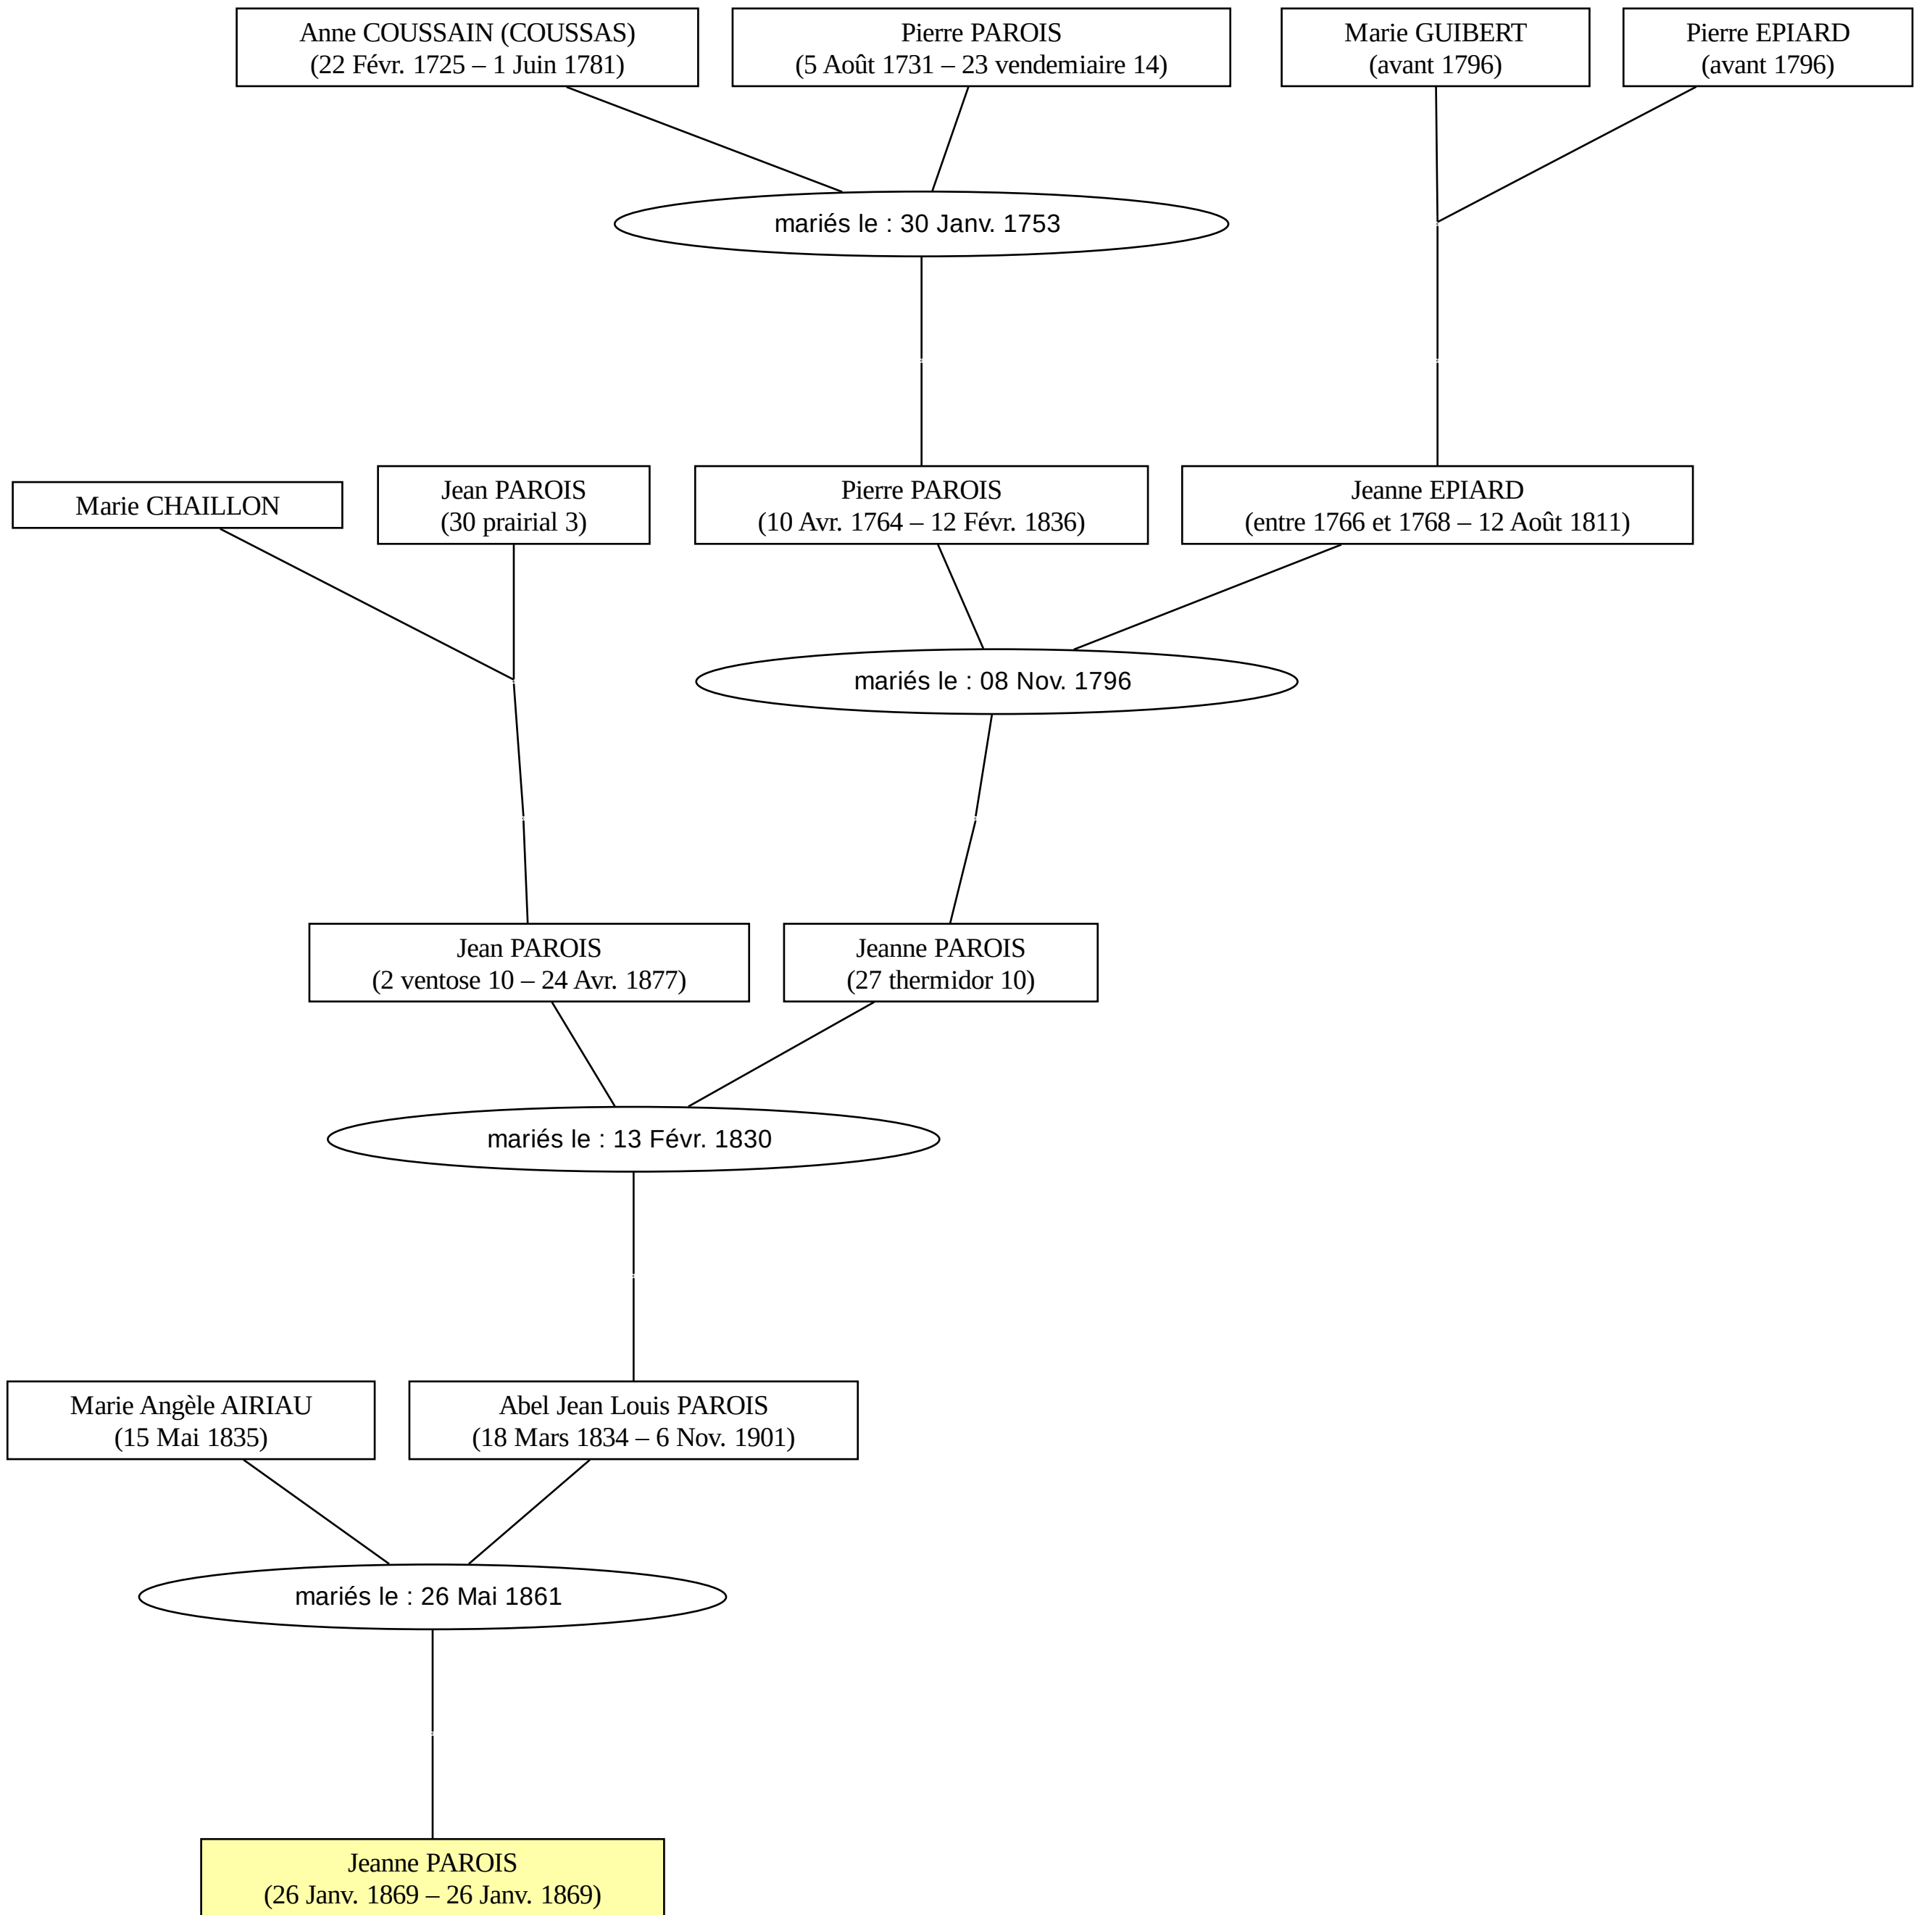 Anne COUSSAIN (COUSSAS)
(22 Févr. 1725 – 1 Juin 1781)
Pierre PAROIS
(5 Août 1731 – 23 vendemiaire 14)
Marie GUIBERT
(avant 1796)
Pierre EPIARD
(avant 1796)
mariés le : 30 Janv. 1753
Marie CHAILLON
Jean PAROIS
(30 prairial 3)
Pierre PAROIS
(10 Avr. 1764 – 12 Févr. 1836)
Jeanne EPIARD
(entre 1766 et 1768 – 12 Août 1811)
mariés le : 08 Nov. 1796
Jean PAROIS
(2 ventose 10 – 24 Avr. 1877)
Jeanne PAROIS
(27 thermidor 10)
mariés le : 13 Févr. 1830
Marie Angèle AIRIAU
(15 Mai 1835)
Abel Jean Louis PAROIS
(18 Mars 1834 – 6 Nov. 1901)
mariés le : 26 Mai 1861
Jeanne PAROIS
(26 Janv. 1869 – 26 Janv. 1869)